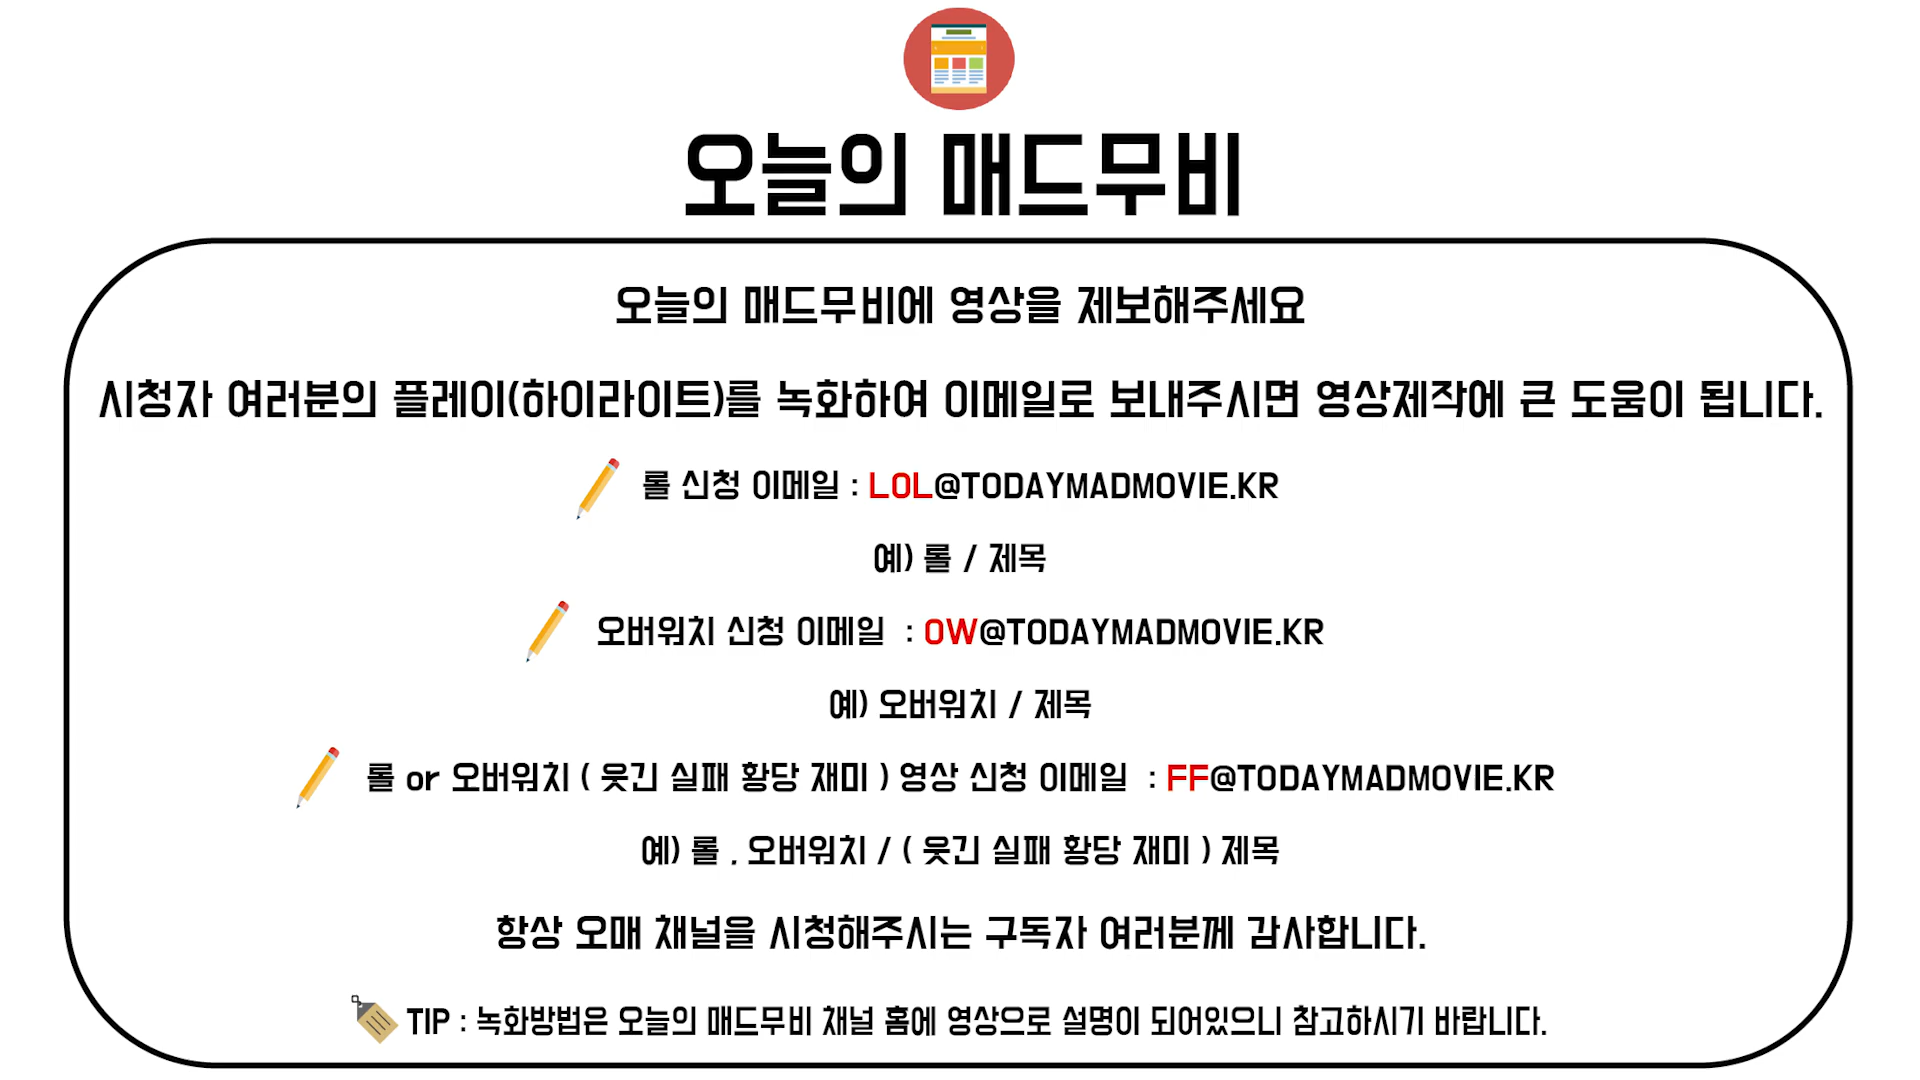 오늘의 매드무비
오늘의 매드무비에 영상을 제보해주세요
시청자 여러분의 플레이(하이라이트)를 녹화하여 이메일로 보내주시면 영상제작에 큰 도움이 됩니다.
롤 신청 이메일 : LOL@TODAYMADMOVIE.KR
예) 롤 / 제목
오버워치 신청 이메일 : OW@TODAYMADMOVIE.KR
예) 오버워치 / 제목
롤 or 오버워치 ( 웃긴 실패 황당 재미 ) 영상 신청 이메일 : FF@TODAYMADMOVIE.KR
예) 롤 , 오버워치 / ( 웃긴 실패 황당 재미 ) 제목
항상 오매 채널을 시청해주시는 구독자 여러분께 감사합니다.
TIP : 녹화방법은 오늘의 매드무비 채널 홈에 영상으로 설명이 되어있으니 참고하시기 바랍니다.